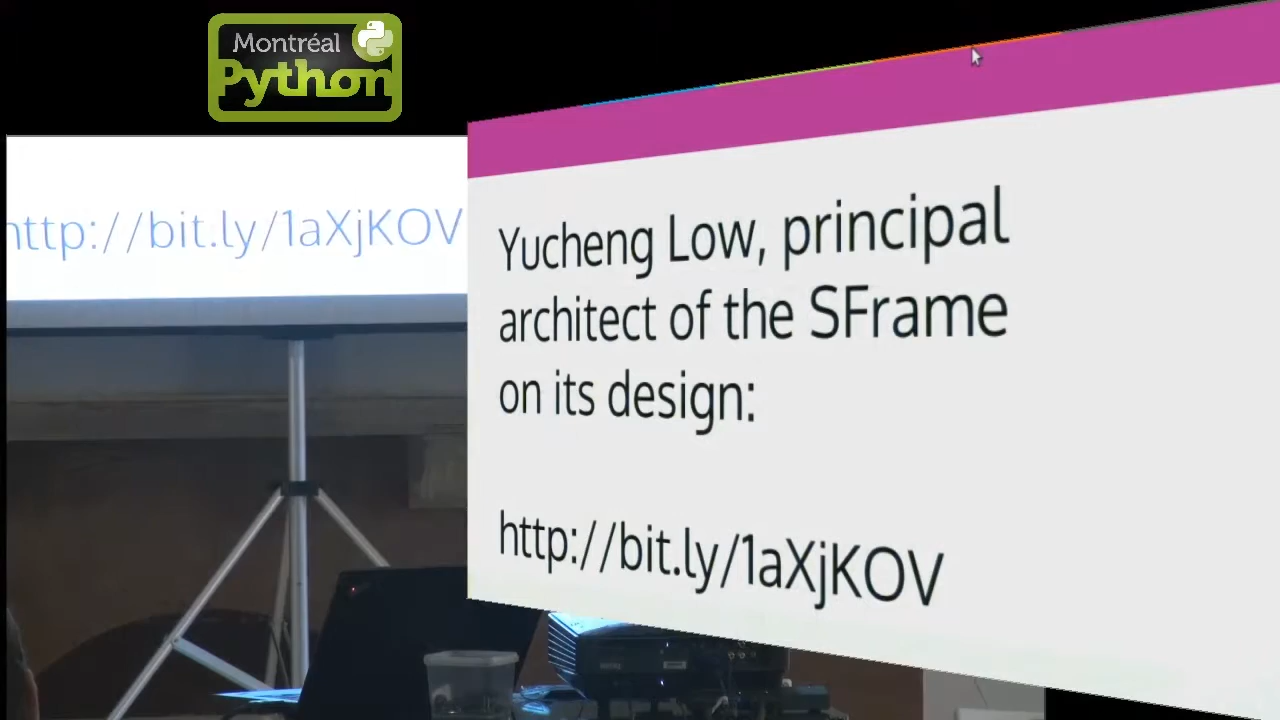 Montréal
Python
http://bit.ly/1aXjKOV
Yucheng Low, principal
architect of the SFrame
on its design:
http://bit.ly/1aXjKOV